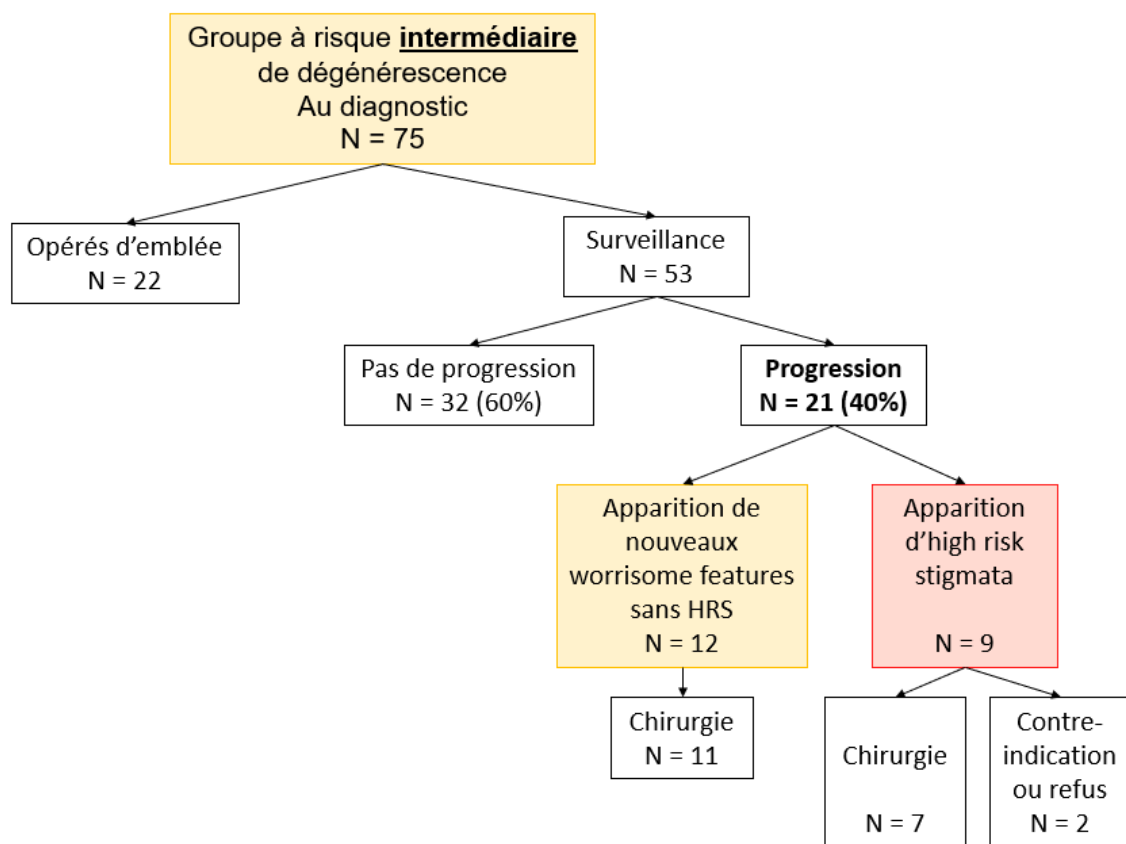 Groupe à risque intermédiaire
de dégénérescence
Au diagnostic
N = 75
Opérés d’emblée
N = 22
Surveillance
N = 53
Pas de progression
N = 32 (60%)
Progression
N = 21 (40%)
Apparition de
nouveaux
worrisome features
sans HRS
N = 12
Apparition
d’high risk
stigmata
N = 9
Chirurgie
N = 11
Chirurgie
N = 7
Contre-
indication
ou refus
N = 2